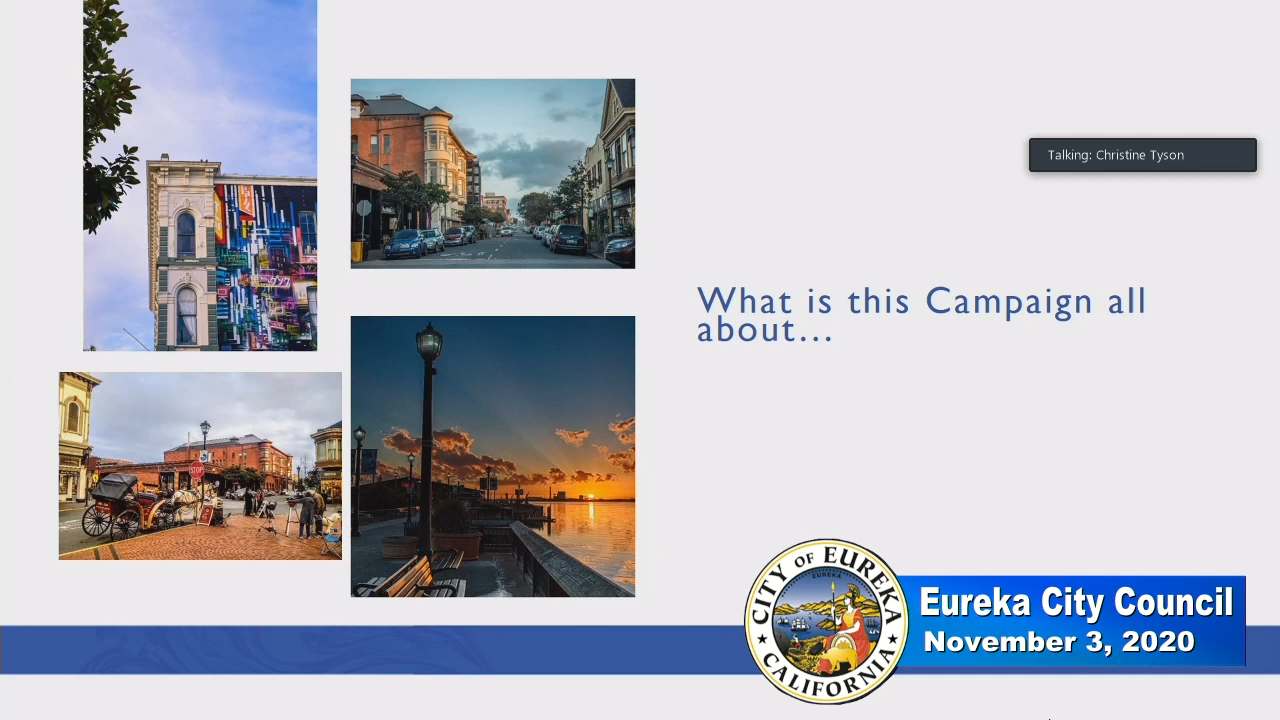 Talking: Christine Tyson
What is this Campaign all
about...
STOP
CITY OF EUREKA
EUREKA
CALIFORNIA
Eureka City Council
November 3, 2020